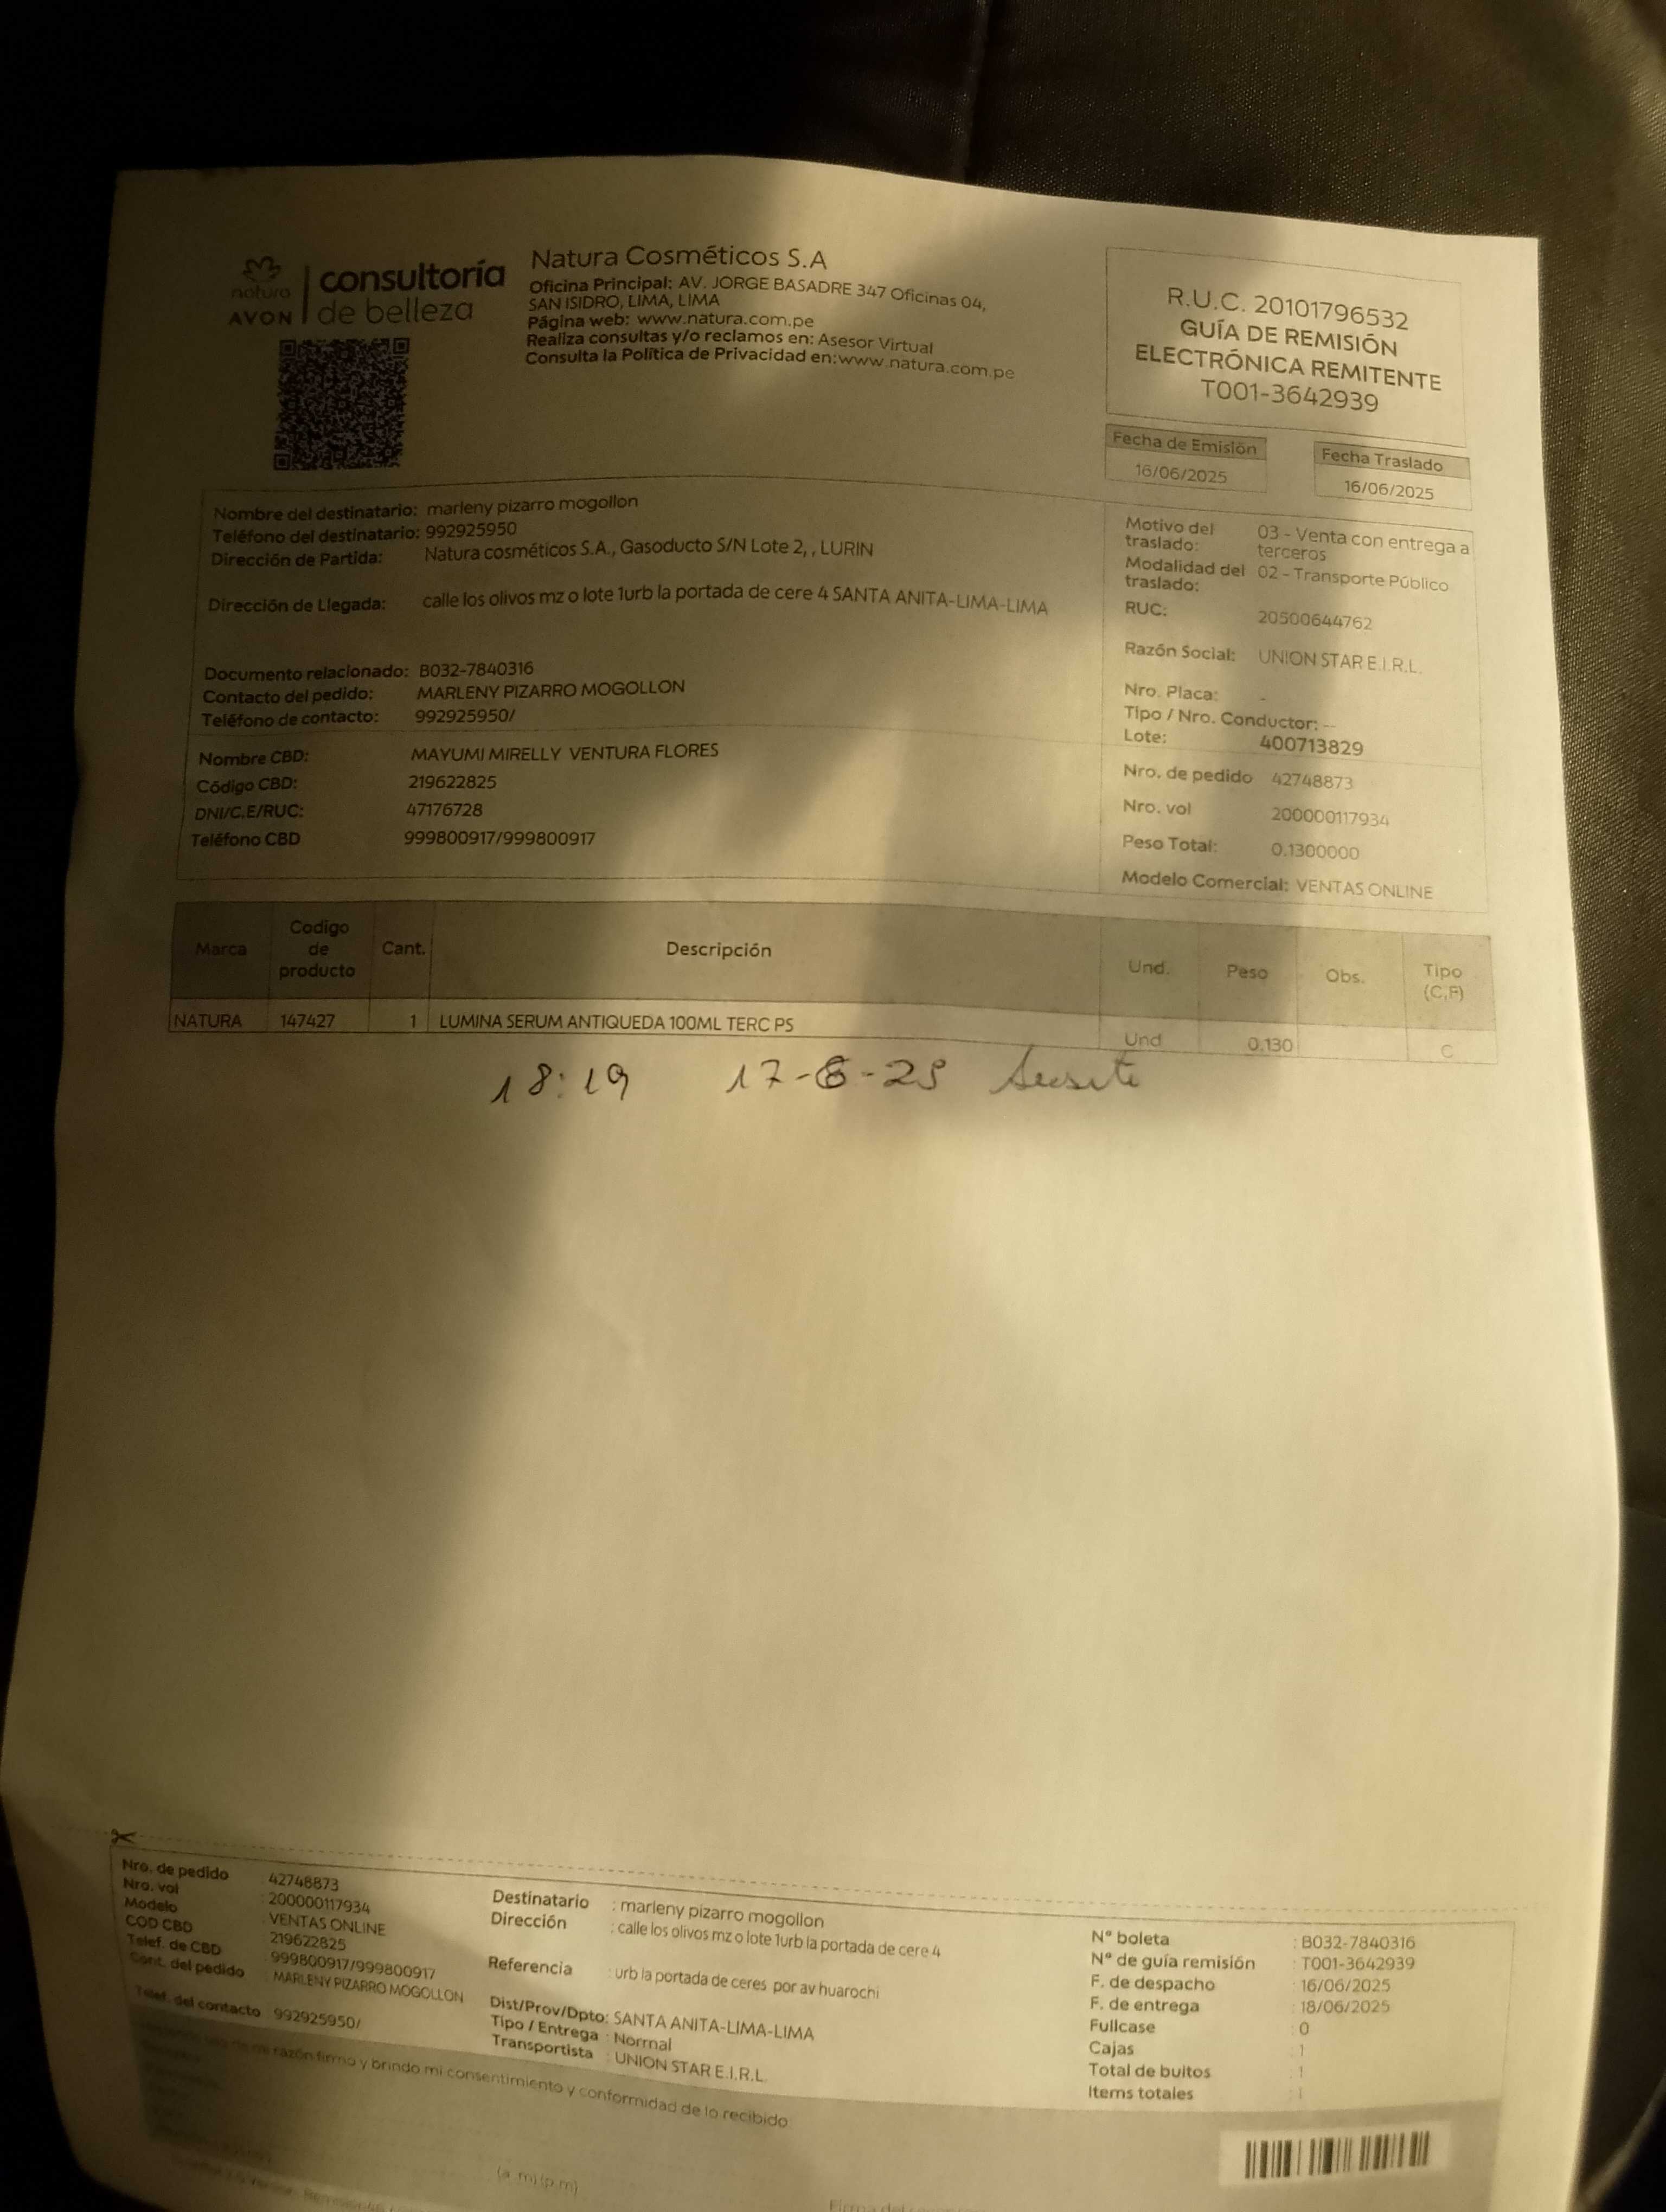 natura
AVON
consultoría
de belleza
Natura Cosméticos S.A
Oficina Principal: AV. JORGE BASADRE 347 Oficinas 04,
SAN ISIDRO, LIMA, LIMA
Página web: www.natura.com.pe
Realiza consultas y/o reclamos en: Asesor Virtual
Consulta la Política de Privacidad en:www.natura.com.pe
R.U.C. 20101796532
GUÍA DE REMISIÓN
ELECTRÓNICA REMITENTE
T001-3642939
Fecha de Emisión
16/06/2025
Fecha Traslado
16/06/2025
Nombre del destinatario: marleny pizarro mogollon
Teléfono del destinatario: 992925950
Dirección de Partida: Natura cosméticos S.A., Gasoducto S/N Lote 2, , LURIN
Dirección de Llegada: calle los olivos mz o lote 1urb la portada de cere 4 SANTA ANITA-LIMA-LIMA
Documento relacionado: B032-7840316
Contacto del pedido: MARLENY PIZARRO MOGOLLON
Teléfono de contacto: 992925950/
Nombre CBD: MAYUMI MIRELLY VENTURA FLORES
Código CBD: 219622825
DNI/C.E/RUC: 47176728
Teléfono CBD 999800917/999800917
Motivo del traslado: 03 - Venta con entrega a terceros
Modalidad del traslado: 02 - Transporte Público
RUC: 20500644762
Razón Social: UNION STAR E.I.R.L.
Nro. Placa: -
Tipo / Nro. Conductor: --
Lote: 400713829
Nro. de pedido 42748873
Nro. vol 200000117934
Peso Total: 0.1300000
Modelo Comercial: VENTAS ONLINE
Marca Codigo de producto Cant. Descripción Und. Peso Obs. Tipo (C,F)
NATURA 147427 1 LUMINA SERUM ANTIQUEDA 100ML TERC PS Und 0.130 C
18:19 17-6-25
Nro. de pedido 42748873
Nro. vol 200000117934
Modelo : VENTAS ONLINE
COD CBD 219622825
Telef. de CBD 999800917/999800917
Cont. del pedido : MARLENY PIZARRO MOGOLLON
Telef. del contacto 992925950/
Destinatario : marleny pizarro mogollon
Dirección : calle los olivos mz o lote 1urb la portada de cere 4
Referencia : urb la portada de ceres por av huarochi
Dist/Prov/Dpto: SANTA ANITA-LIMA-LIMA
Tipo / Entrega : Normal
Transportista : UNION STAR E.I.R.L.
N° boleta : B032-7840316
N° de guía remisión : T001-3642939
F. de despacho : 16/06/2025
F. de entrega : 18/06/2025
Fullcase : 0
Cajas : 1
Total de bultos : 1
Items totales : 1
de mi razón firmo y brindo mi consentimiento y conformidad de lo recibido
(a .m) (p.m)